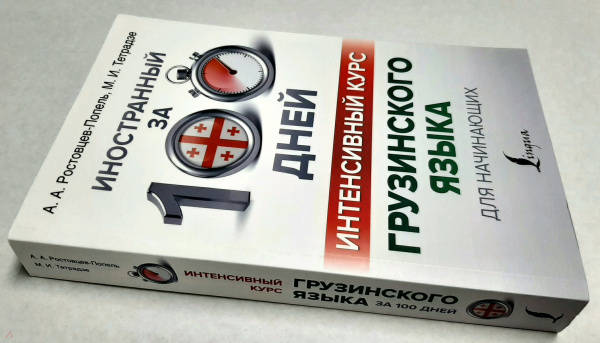 А. А. Ростовцев-Попель, М. И. Тетрадзе
ИНОСТРАННЫЙ
ЗА
100
ДНЕЙ
ИНТЕНСИВНЫЙ КУРС
ГРУЗИНСКОГО
ЯЗЫКА
ДЛЯ НАЧИНАЮЩИХ
Lingua
А. А. Ростовцев-Попель
М. И. Тетрадзе
ИНТЕНСИВНЫЙ
КУРС
ГРУЗИНСКОГО
ЯЗЫКА ЗА 100 ДНЕЙ